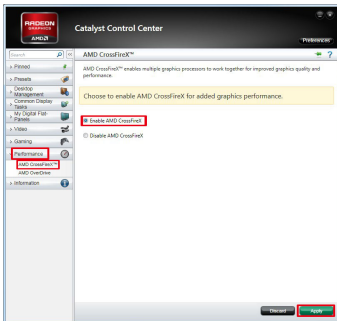 RADEON
GRAPHICS
AMD
Catalyst Control Center
Preferences
Search
AMD CrossFireX™
Pinned
Presets
Desktop
Management
Common Display
Tasks
My Digital Flat-
Panels
Video
Gaming
Performance
AMD CrossFireX™
AMD OverDrive
Information
AMD CrossFireX™ enables multiple graphics processors to work together for improved graphics quality and
performance.
Choose to enable AMD CrossFireX for added graphics performance.
Enable AMD CrossFireX
Disable AMD CrossFireX
Discard
Apply